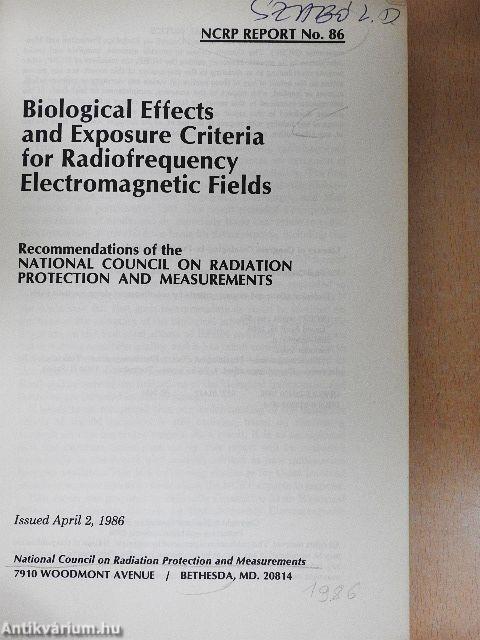 SZABÓ L. D
NCRP REPORT No. 86
Biological Effects
and Exposure Criteria
for Radiofrequency
Electromagnetic Fields
Recommendations of the
NATIONAL COUNCIL ON RADIATION
PROTECTION AND MEASUREMENTS
Issued April 2, 1986
National Council on Radiation Protection and Measurements
7910 WOODMONT AVENUE / BETHESDA, MD. 20814
1986
Antikvárium.hu